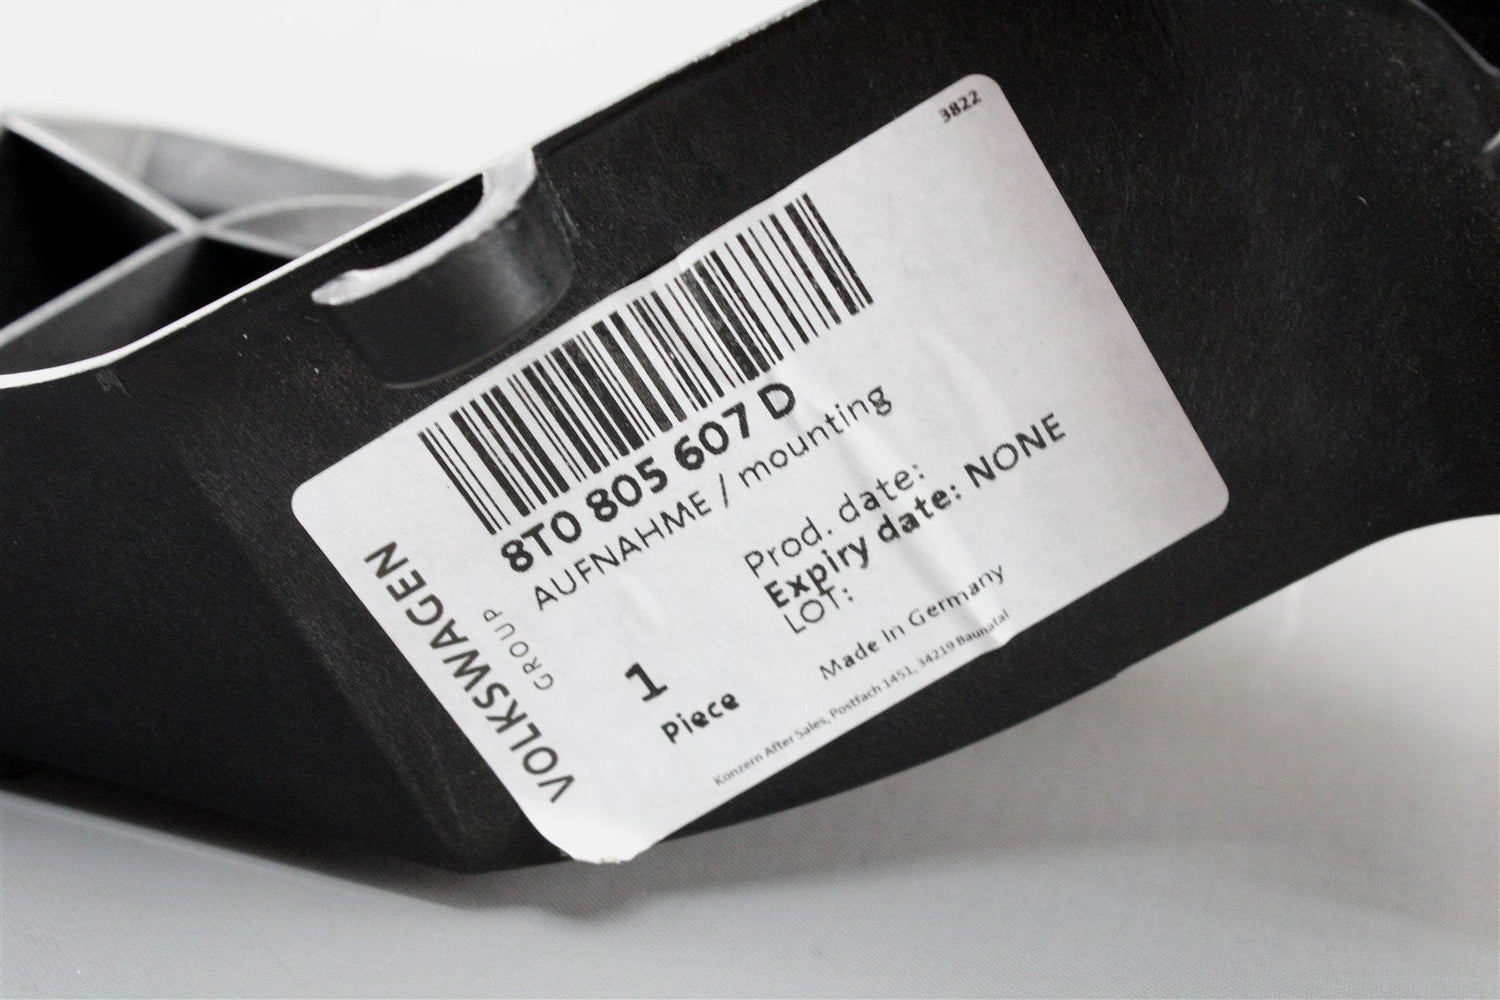 3822
8T0 805 607 D
AUFNAHME / mounting
Prod. date:
Expiry date: NONE
LOT:
1
Piece
Made In Germany
Konzern After Sales, Postfach 1451, 34219 Baunatal
VOLKSWAGEN
GROUP